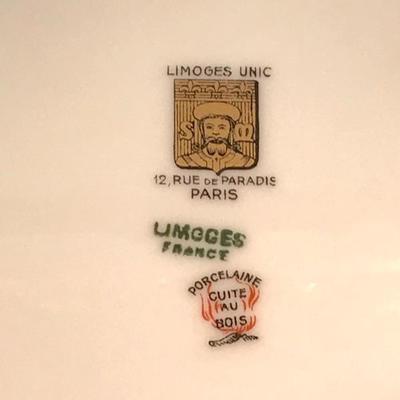 LIMOGES UNIC
S M
12, RUE DE PARADIS
PARIS
LIMOGES
FRANCE
PORCELAINE
CUITE
AU
BOIS